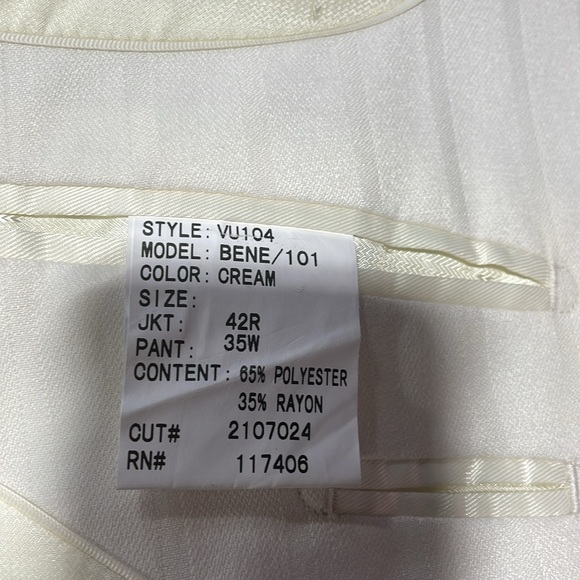 STYLE: VU104
MODEL: BENE/101
COLOR: CREAM
SIZE:
JKT: 42R
PANT: 35W
CONTENT: 65% POLYESTER
35% RAYON
CUT# 2107024
RN# 117406